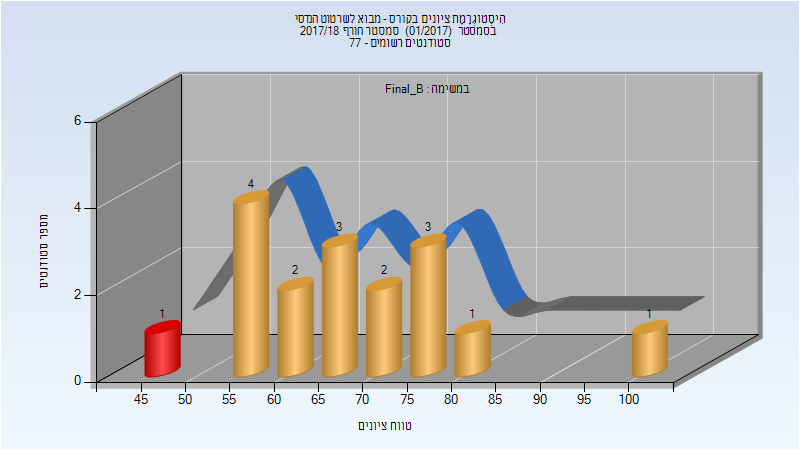 היסטוגרמת ציונים בקורס - מבוא לשרטוט הנדסי
בסמסטר (01/2017) סמסטר חורף 2017/18
סטודנטים רשומים - 77
במשימה : Final_B
מספר סטודנטים
6
4
2
0
1
4
2
3
2
3
1
1
45 50 55 60 65 70 75 80 85 90 95 100
טווח ציונים